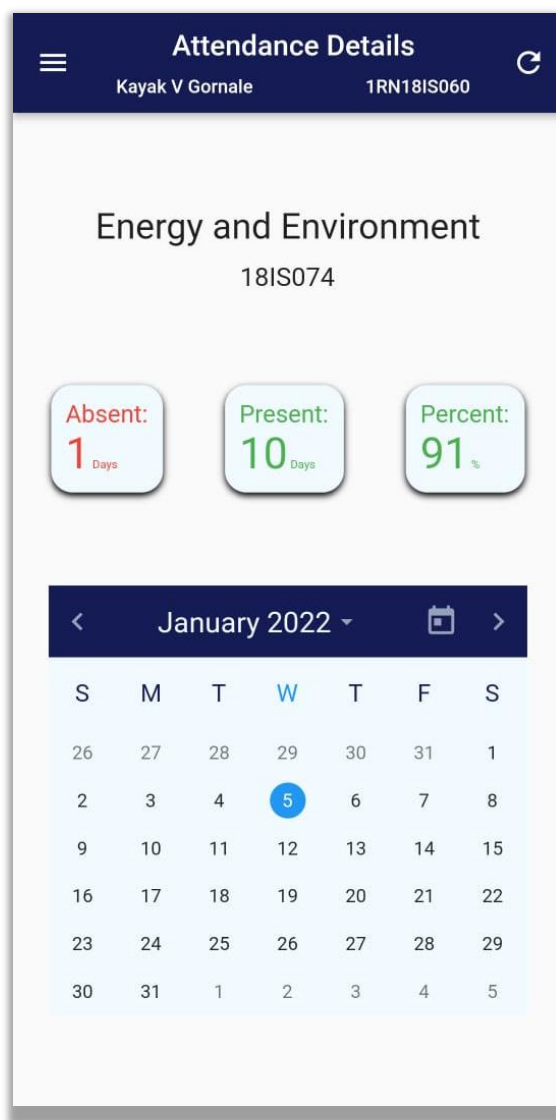 Attendance Details
Kayak V Gornale 1RN18IS060
Energy and Environment
18IS074
Absent: Present: Percent:
1 Days 10 Days 91 %
January 2022
S M T W T F S
26 27 28 29 30 31 1
2 3 4 5 6 7 8
9 10 11 12 13 14 15
16 17 18 19 20 21 22
23 24 25 26 27 28 29
30 31 1 2 3 4 5